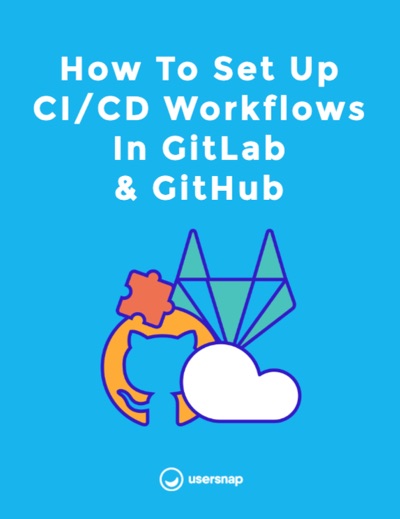 How To Set Up
CI/CD Workflows
In GitLab
& GitHub
usersnap